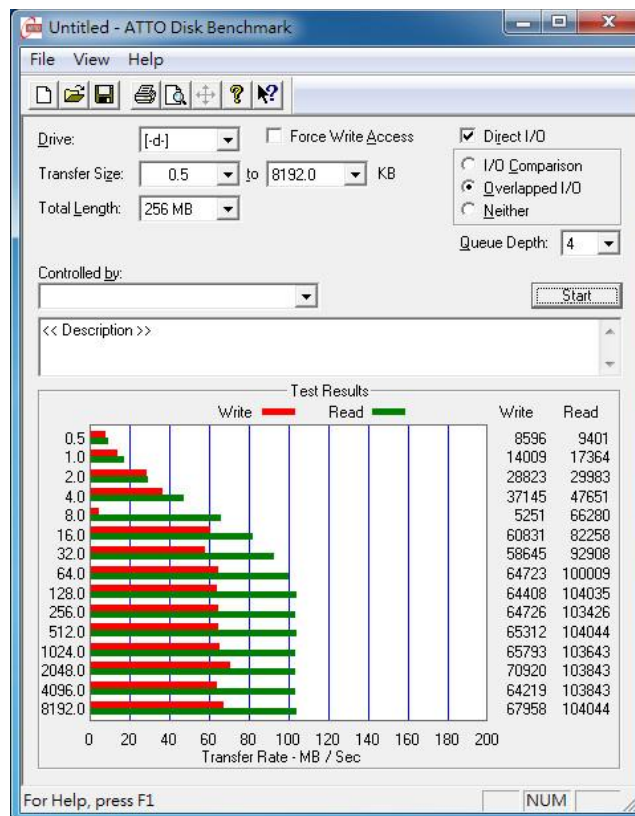 Untitled - ATTO Disk Benchmark
File View Help
Drive: [-d-] Force Write Access Direct I/O
I/O Comparison
Transfer Size: 0.5 to 8192.0 KB Overlapped I/O
Total Length: 256 MB Neither
Queue Depth: 4
Controlled by:
Start
<< Description >>
Test Results
Write Read Write Read
0.5 8596 9401
1.0 14009 17364
2.0 28823 29983
4.0 37145 47651
8.0 5251 66280
16.0 60831 82258
32.0 58645 92908
64.0 64723 100009
128.0 64408 104035
256.0 64726 103426
512.0 65312 104044
1024.0 65793 103643
2048.0 70920 103843
4096.0 64219 103843
8192.0 67958 104044
0 20 40 60 80 100 120 140 160 180 200
Transfer Rate - MB / Sec
For Help, press F1 NUM